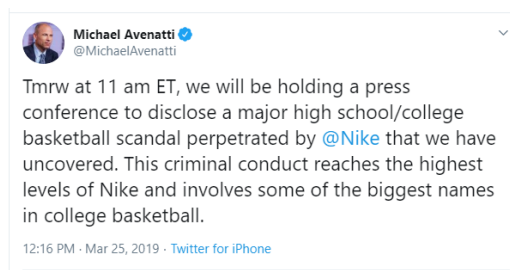 Michael Avenatti
@MichaelAvenatti
Tmrw at 11 am ET, we will be holding a press
conference to disclose a major high school/college
basketball scandal perpetrated by @Nike that we have
uncovered. This criminal conduct reaches the highest
levels of Nike and involves some of the biggest names
in college basketball.
12:16 PM · Mar 25, 2019 · Twitter for iPhone